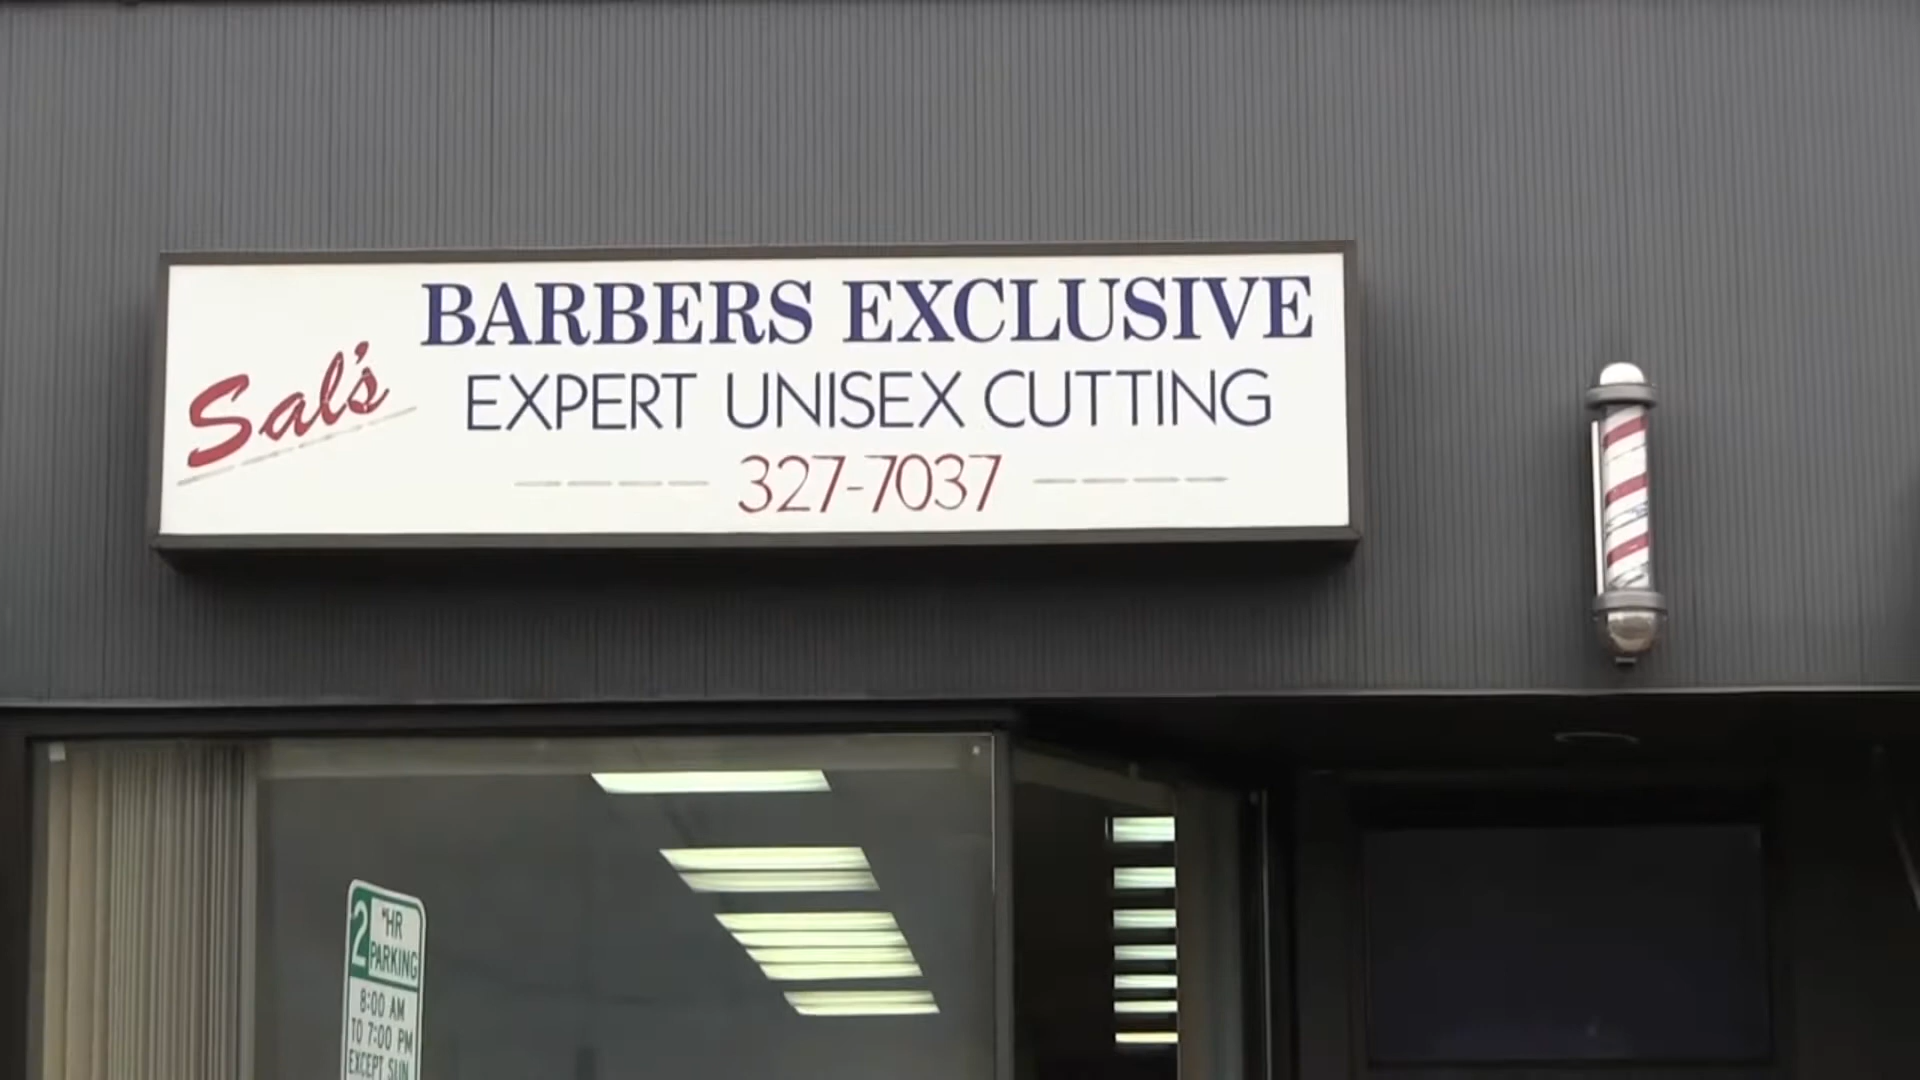 Sal's
BARBERS EXCLUSIVE
EXPERT UNISEX CUTTING
327-7037
2 HR
PARKING
8:00 AM
TO 7:00 PM
EXCEPT SUN